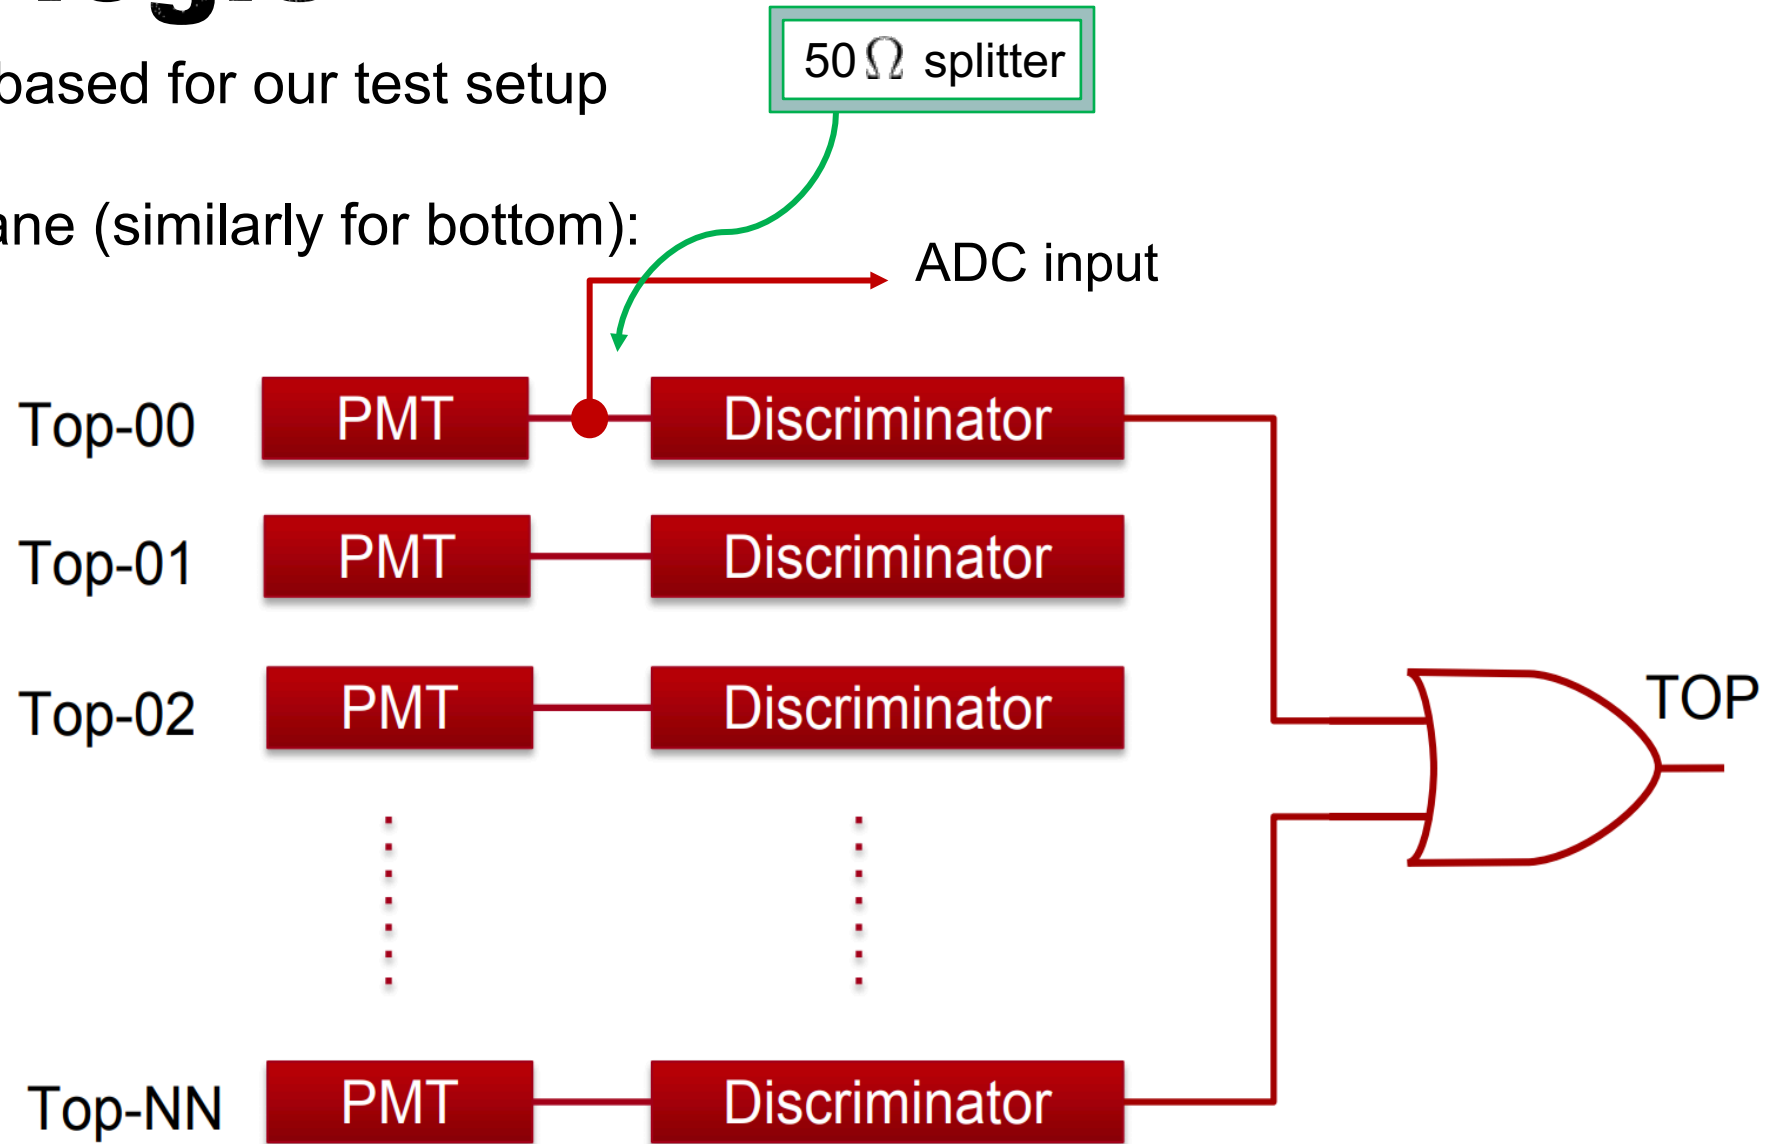 50 Ω splitter
based for our test setup
ane (similarly for bottom):
ADC input
Top-00 PMT Discriminator
Top-01 PMT Discriminator
Top-02 PMT Discriminator
TOP
Top-NN PMT Discriminator